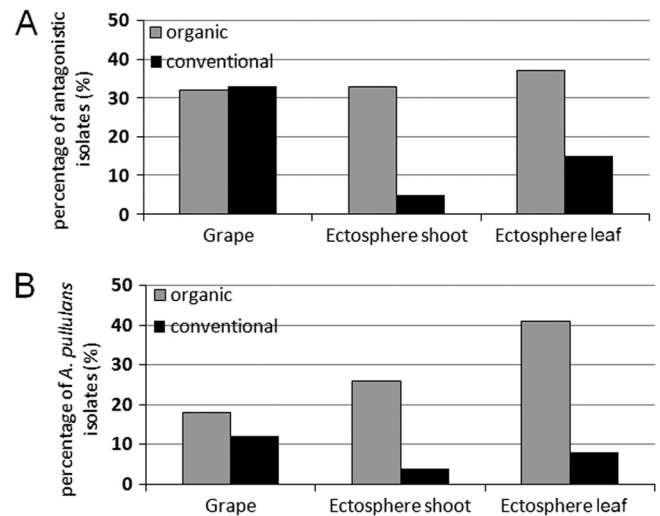 A
percentage of antagonistic
isolates (%)
50
40
30
20
10
0
organic
conventional
Grape
Ectosphere shoot
Ectosphere leaf
B
percentage of A. pullulans
isolates (%)
50
40
30
20
10
0
organic
conventional
Grape
Ectosphere shoot
Ectosphere leaf